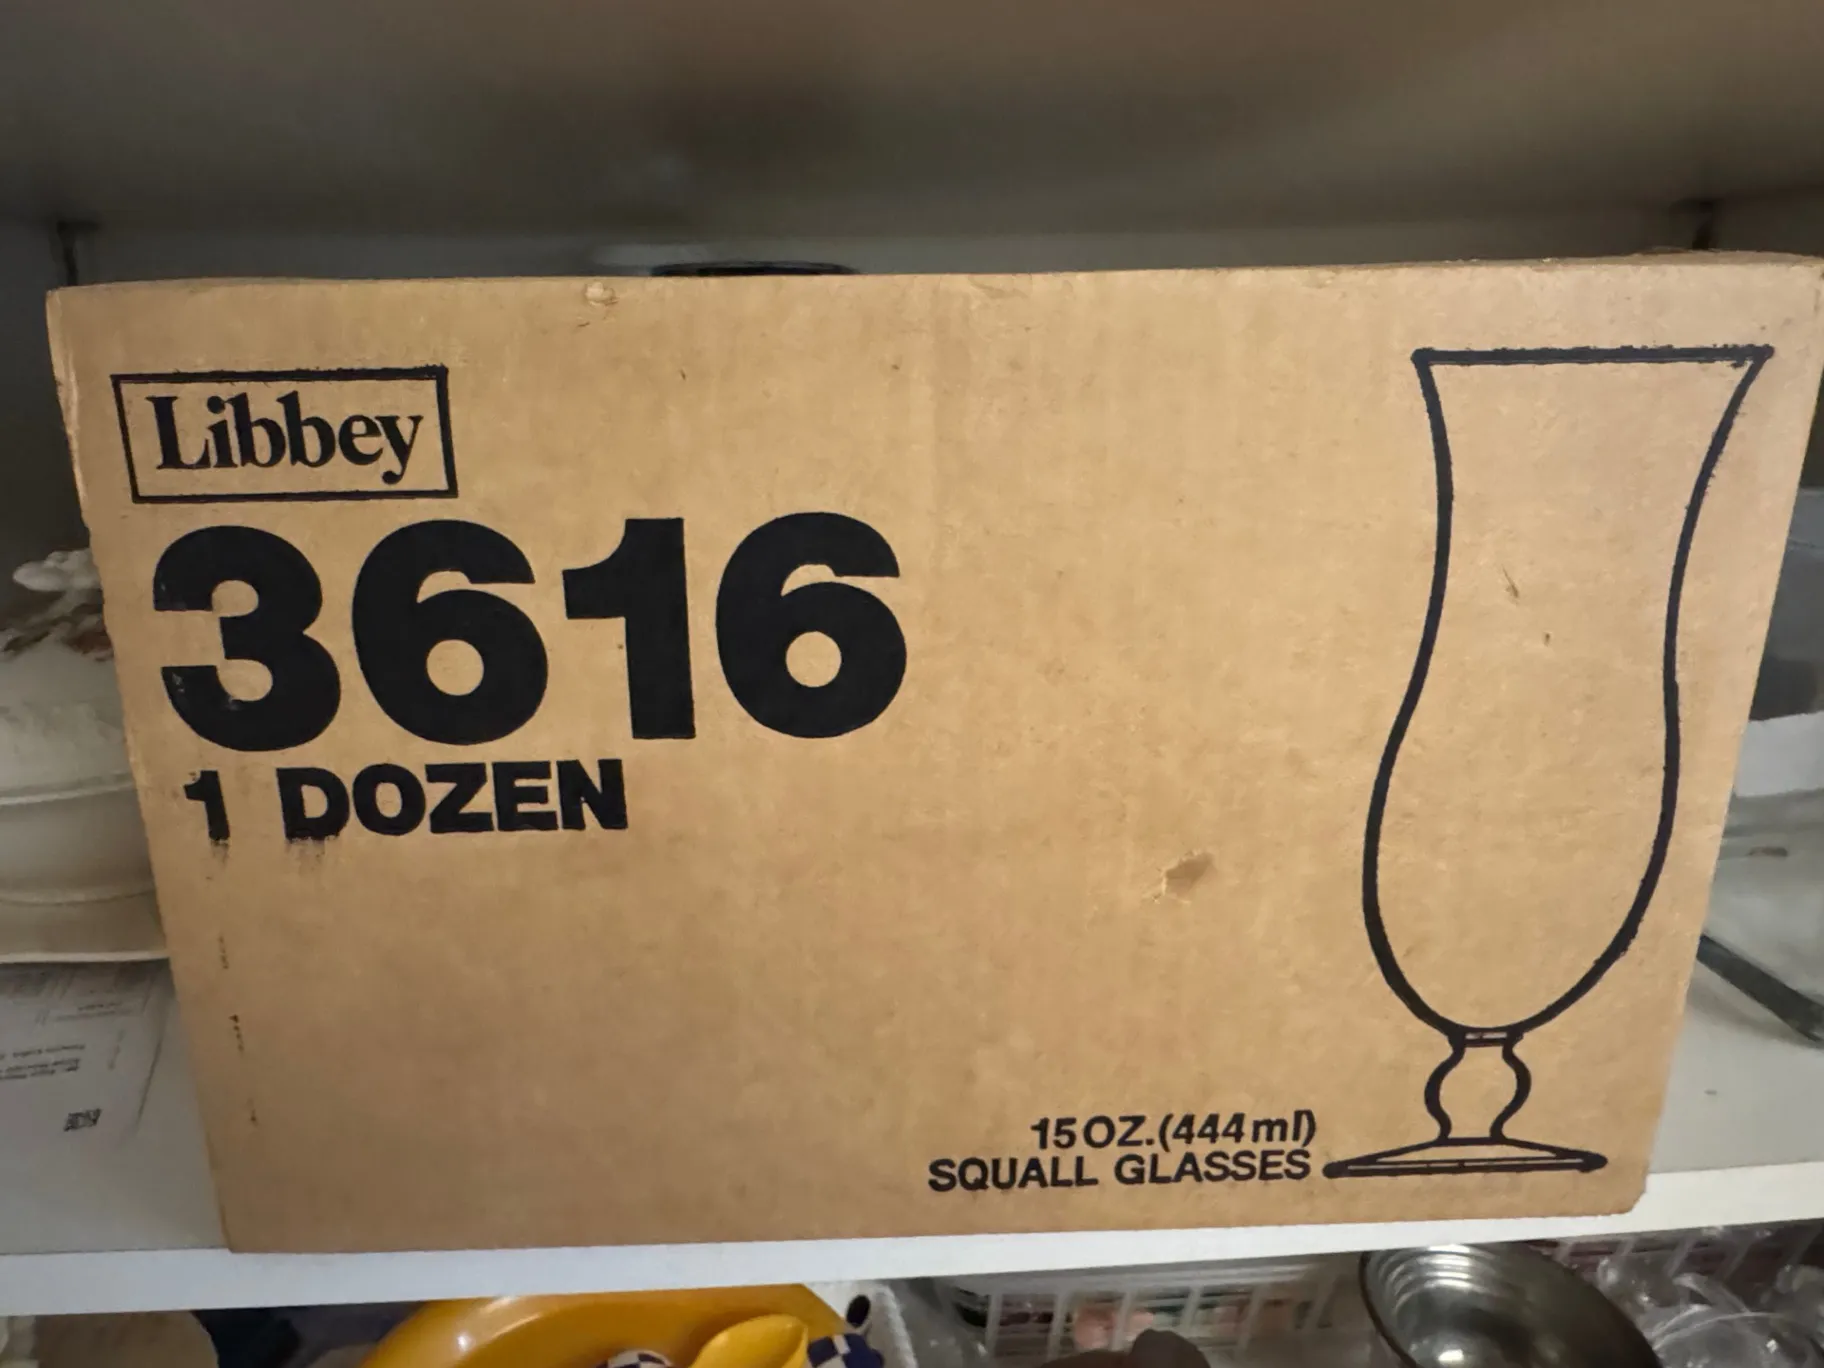 Libbey
3616
1 DOZEN
15 OZ. (444 ml)
SQUALL GLASSES